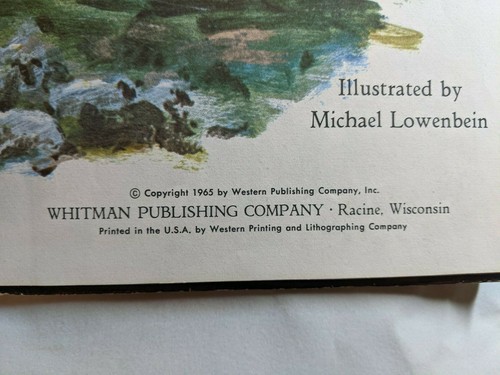 Illustrated by
Michael Lowenbein
© Copyright 1965 by Western Publishing Company, Inc.
WHITMAN PUBLISHING COMPANY · Racine, Wisconsin
Printed in the U.S.A. by Western Printing and Lithographing Company